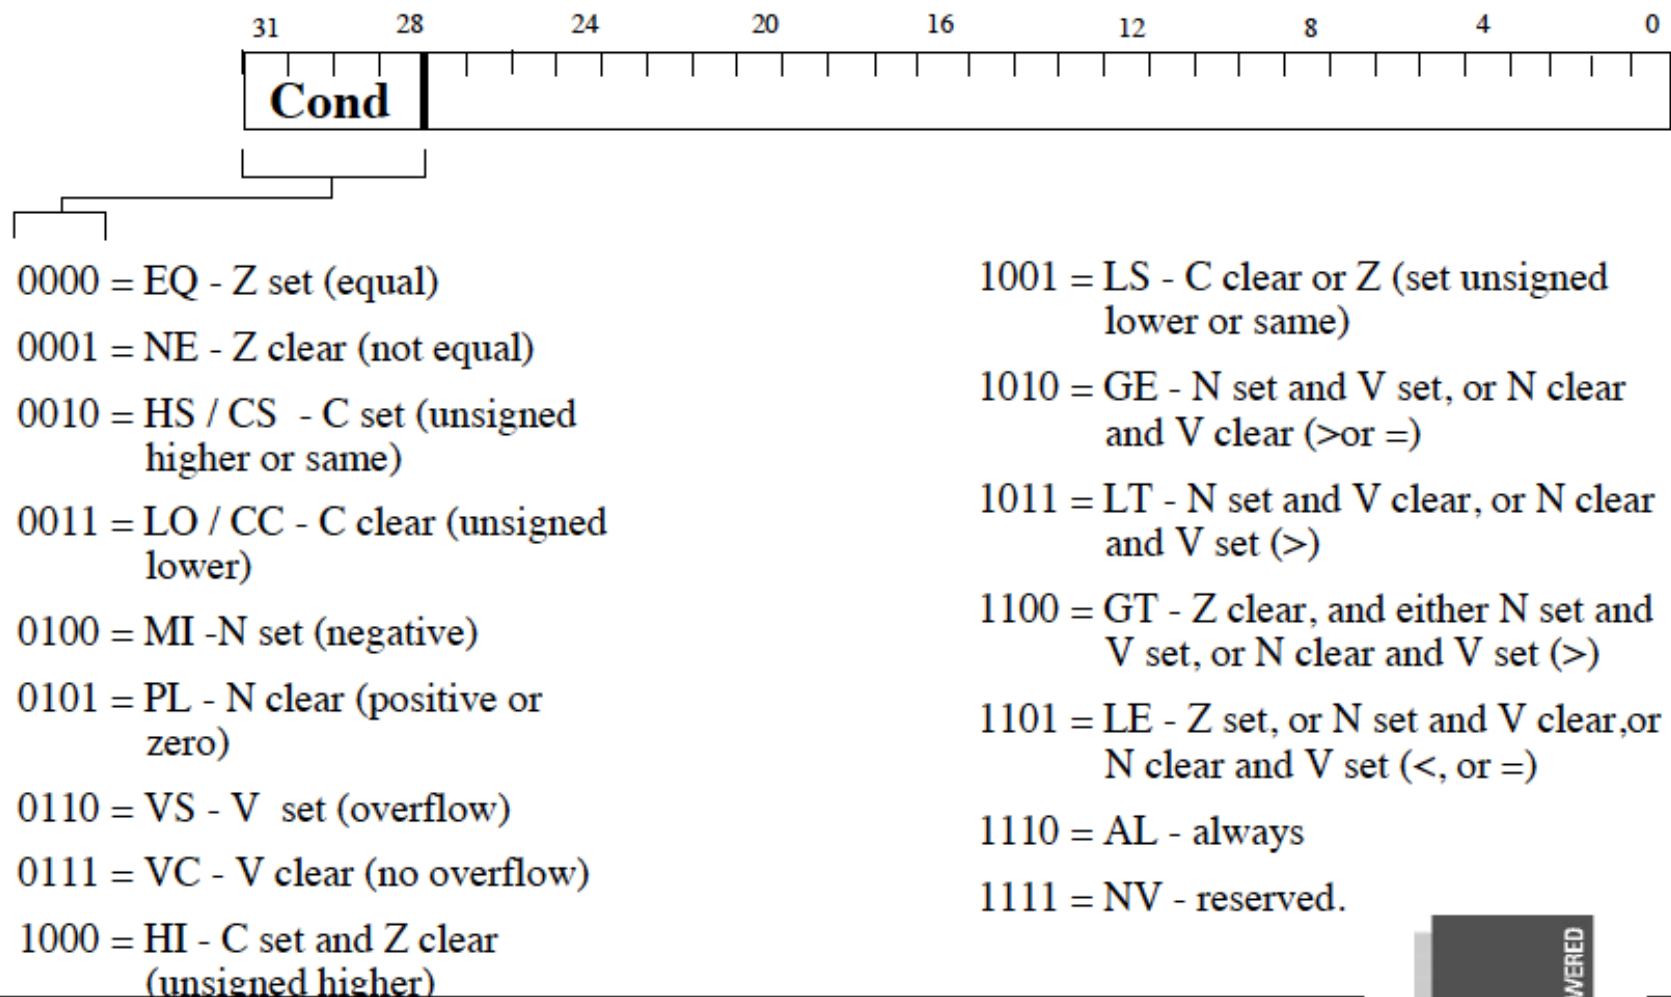 31 28 24 20 16 12 8 4 0
Cond
0000 = EQ - Z set (equal)
0001 = NE - Z clear (not equal)
0010 = HS / CS - C set (unsigned
higher or same)
0011 = LO / CC - C clear (unsigned
lower)
0100 = MI -N set (negative)
0101 = PL - N clear (positive or
zero)
0110 = VS - V set (overflow)
0111 = VC - V clear (no overflow)
1000 = HI - C set and Z clear
(unsigned higher)
1001 = LS - C clear or Z (set unsigned
lower or same)
1010 = GE - N set and V set, or N clear
and V clear (>or =)
1011 = LT - N set and V clear, or N clear
and V set (>)
1100 = GT - Z clear, and either N set and
V set, or N clear and V set (>)
1101 = LE - Z set, or N set and V clear,or
N clear and V set (<, or =)
1110 = AL - always
1111 = NV - reserved.